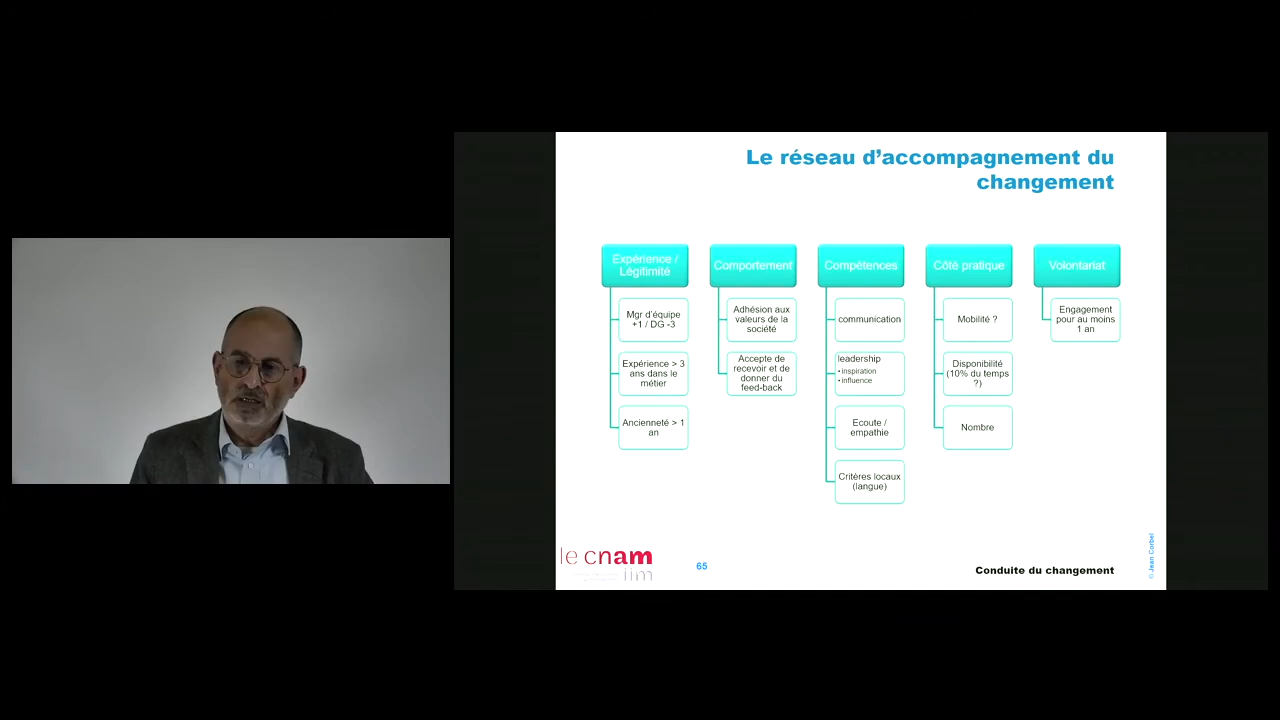 Le réseau d’accompagnement du
changement
Expérience /
Légitimité
Mgr d’équipe
+1 / DG -3
Expérience > 3
ans dans le
métier
Ancienneté > 1
an
Comportement
Adhésion aux
valeurs de la
société
Accepte de
recevoir et de
donner du
feed-back
Compétences
communication
leadership
• inspiration
• influence
Ecoute /
empathie
Critères locaux
(langue)
Côté pratique
Mobilité ?
Disponibilité
(10% du temps
?)
Nombre
Volontariat
Engagement
pour au moins
1 an
le cnam
iim
65
Conduite du changement
© Jean Corbel